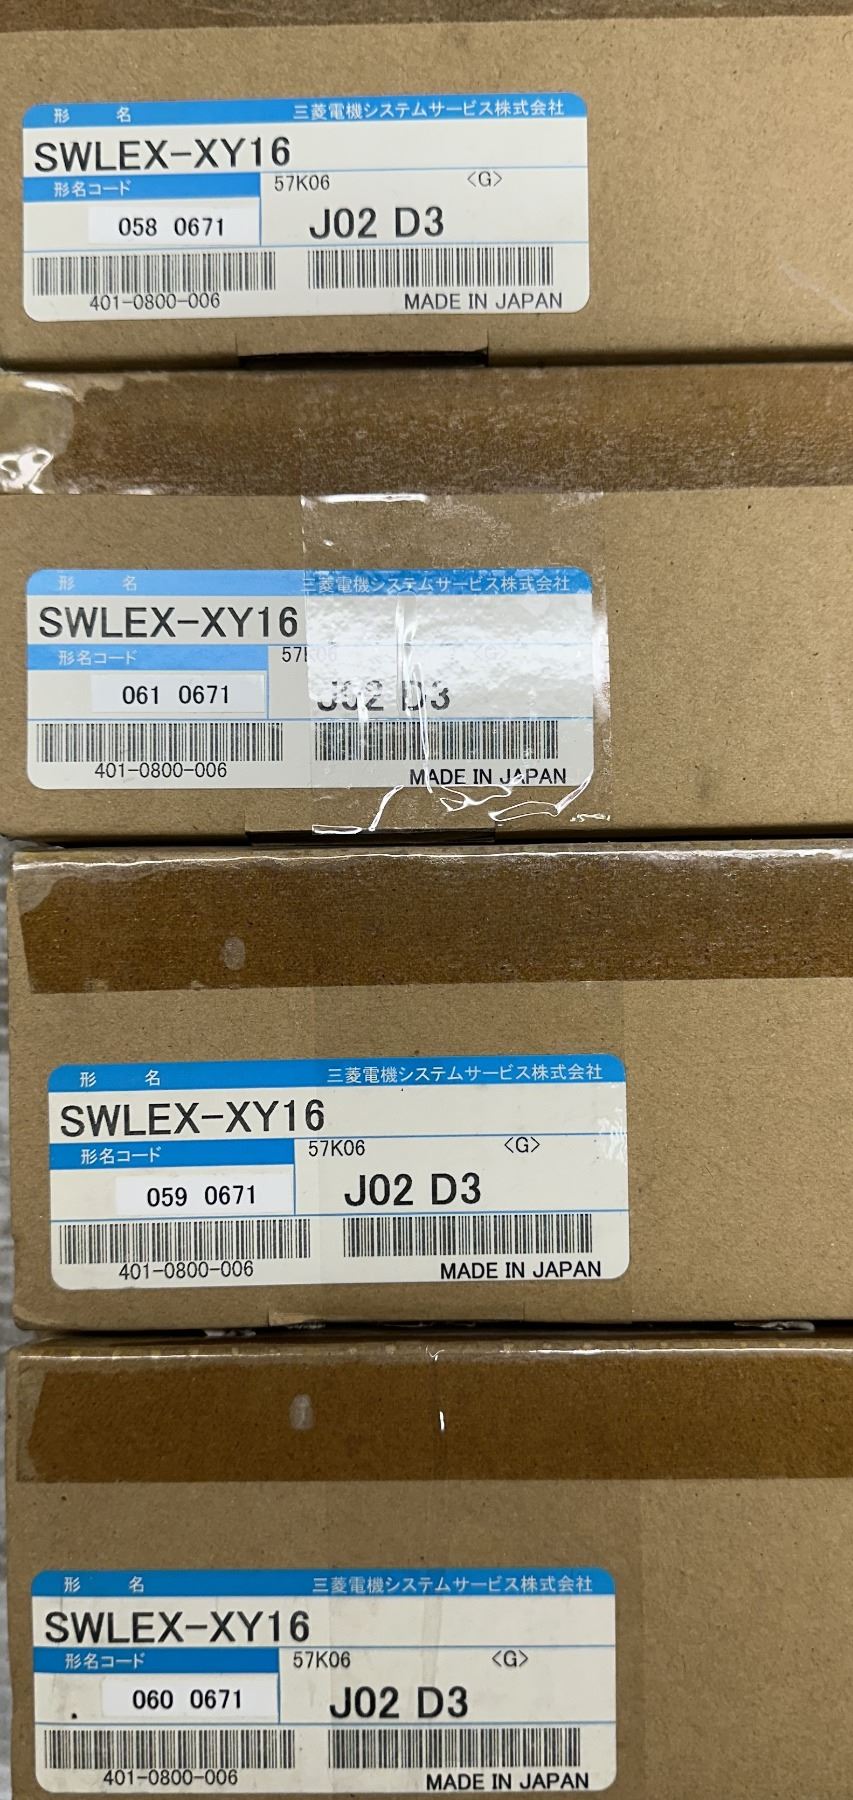 形 名 三菱電機システムサービス株式会社
SWLEX-XY16
形名コード 57K06 <G>
058 0671 J02 D3
401-0800-006 MADE IN JAPAN
形 名 三菱電機システムサービス株式会社
SWLEX-XY16
形名コード 57K06 <G>
061 0671 J02 D3
401-0800-006 MADE IN JAPAN
形 名 三菱電機システムサービス株式会社
SWLEX-XY16
形名コード 57K06 <G>
059 0671 J02 D3
401-0800-006 MADE IN JAPAN
形 名 三菱電機システムサービス株式会社
SWLEX-XY16
形名コード 57K06 <G>
060 0671 J02 D3
401-0800-006 MADE IN JAPAN